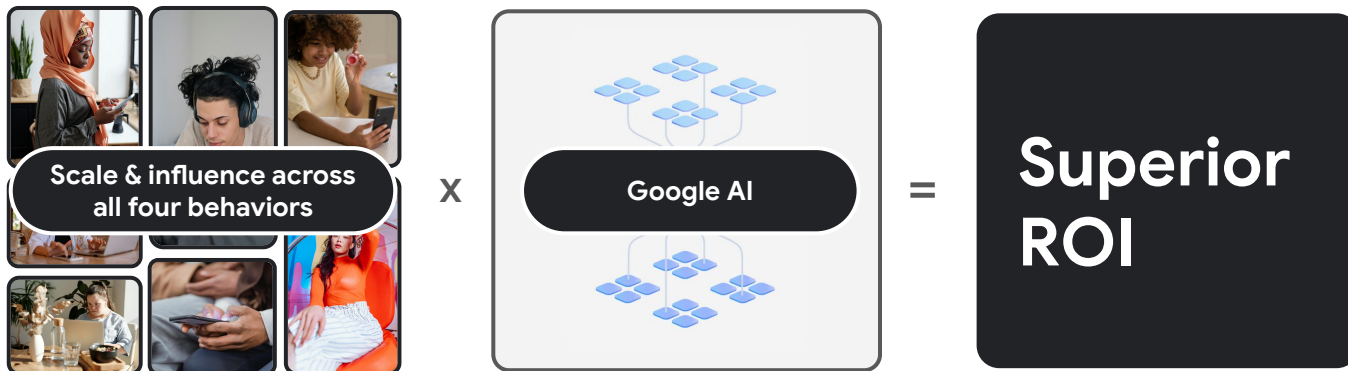 Scale & influence across
all four behaviors
x
Google AI
=
Superior
ROI